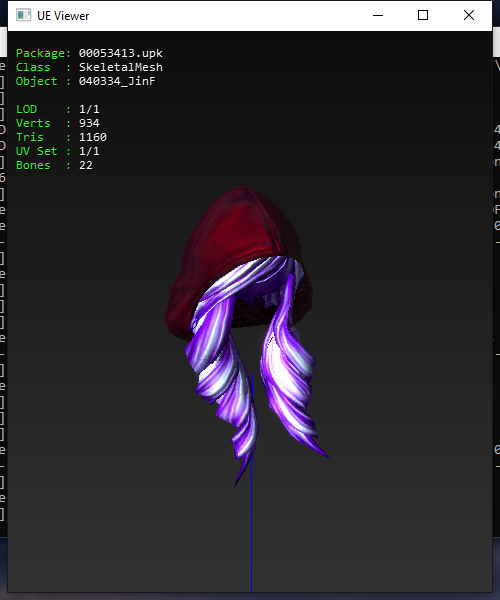 UE Viewer
Package: 00053413.upk
Class  : SkeletalMesh
Object : 040334_JinF
LOD    : 1/1
Verts  : 934
Tris   : 1160
UV Set : 1/1
Bones  : 22